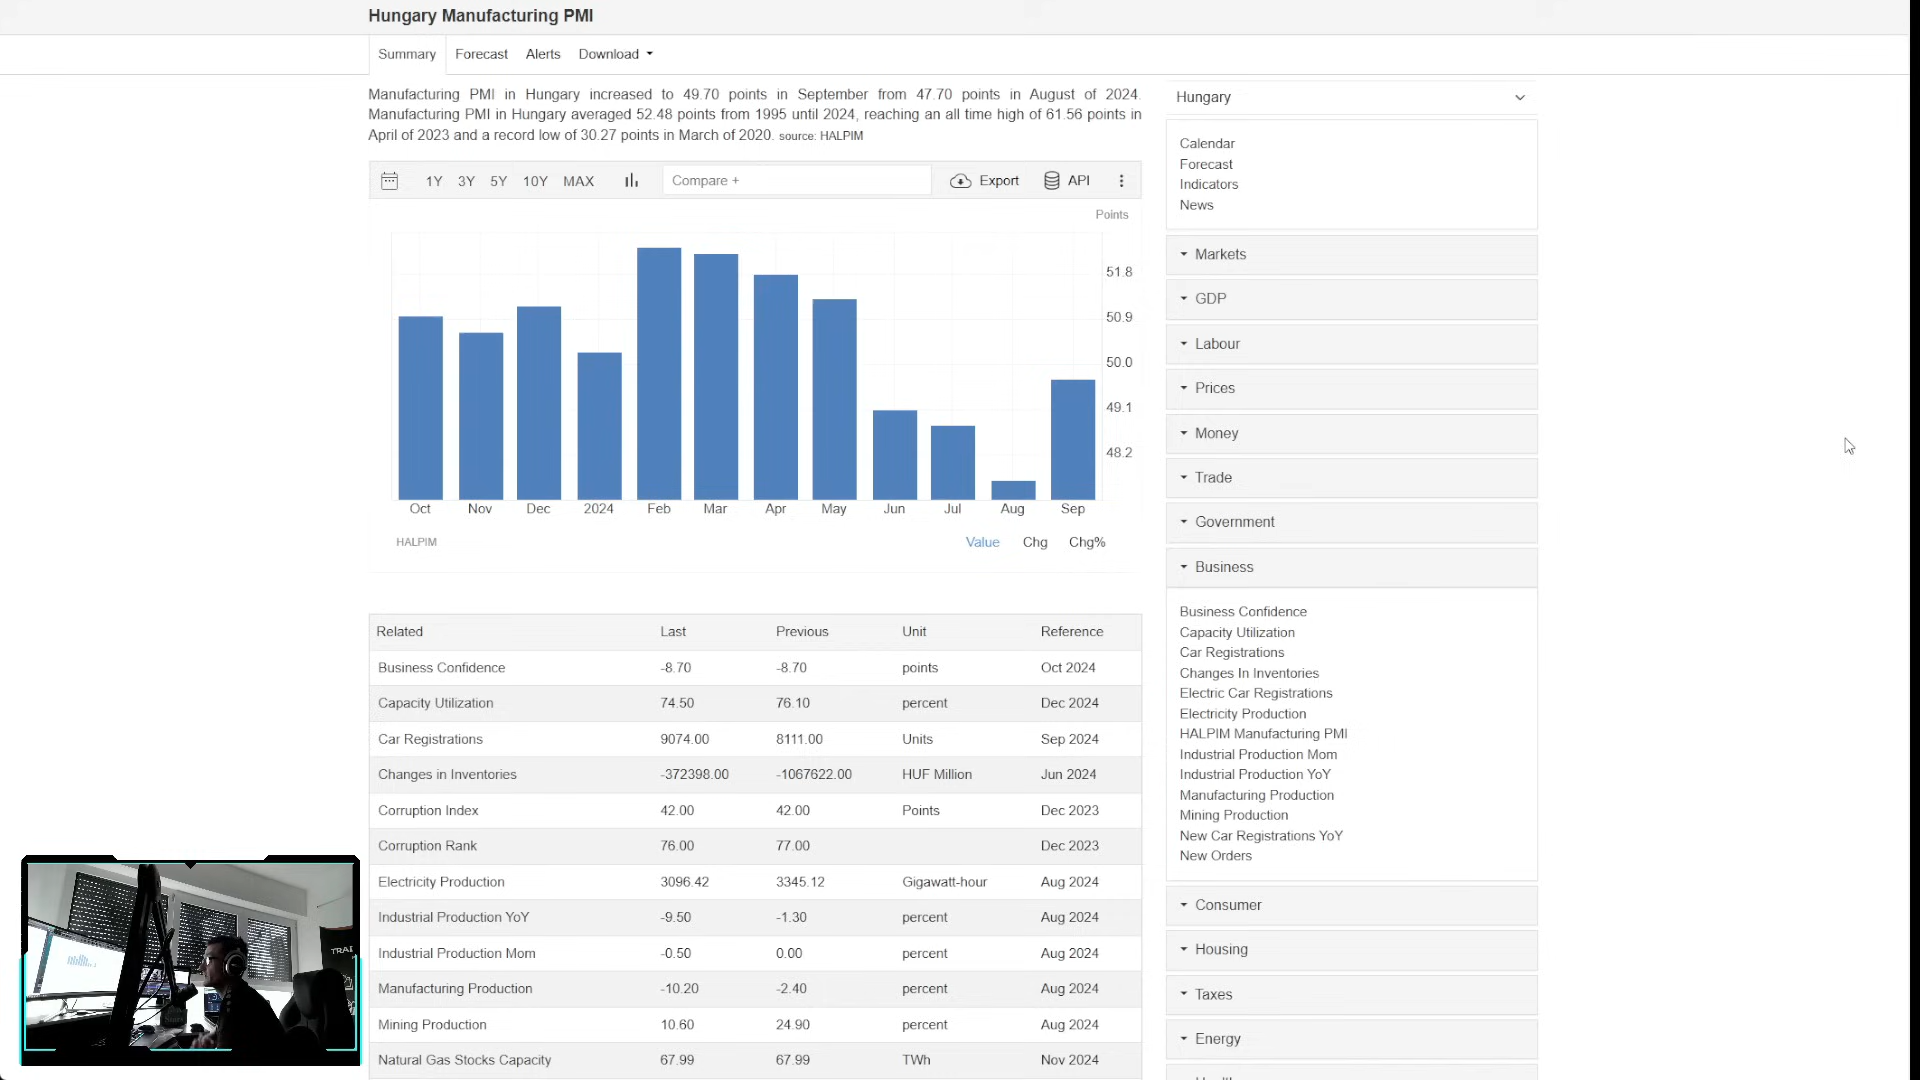 Hungary Manufacturing PMI
Summary Forecast Alerts Download
Manufacturing PMI in Hungary increased to 49.70 points in September from 47.70 points in August of 2024.
Manufacturing PMI in Hungary averaged 52.48 points from 1995 until 2024, reaching an all time high of 61.56 points in
April of 2023 and a record low of 30.27 points in March of 2020. source: HALPIM
1Y 3Y 5Y 10Y MAX Compare + Export API
Points
51.8
50.9
50.0
49.1
48.2
Oct Nov Dec 2024 Feb Mar Apr May Jun Jul Aug Sep
HALPIM Value Chg Chg%
Related Last Previous Unit Reference
Business Confidence -8.70 -8.70 points Oct 2024
Capacity Utilization 74.50 76.10 percent Dec 2024
Car Registrations 9074.00 8111.00 Units Sep 2024
Changes in Inventories -372398.00 -1067622.00 HUF Million Jun 2024
Corruption Index 42.00 42.00 Points Dec 2023
Corruption Rank 76.00 77.00 Dec 2023
Electricity Production 3096.42 3345.12 Gigawatt-hour Aug 2024
Industrial Production YoY -9.50 -1.30 percent Aug 2024
Industrial Production Mom -0.50 0.00 percent Aug 2024
Manufacturing Production -10.20 -2.40 percent Aug 2024
Mining Production 10.60 24.90 percent Aug 2024
Natural Gas Stocks Capacity 67.99 67.99 TWh Nov 2024
Hungary
Calendar
Forecast
Indicators
News
Markets
GDP
Labour
Prices
Money
Trade
Government
Business
Business Confidence
Capacity Utilization
Car Registrations
Changes In Inventories
Electric Car Registrations
Electricity Production
HALPIM Manufacturing PMI
Industrial Production Mom
Industrial Production YoY
Manufacturing Production
Mining Production
New Car Registrations YoY
New Orders
Consumer
Housing
Taxes
Energy
TRAI